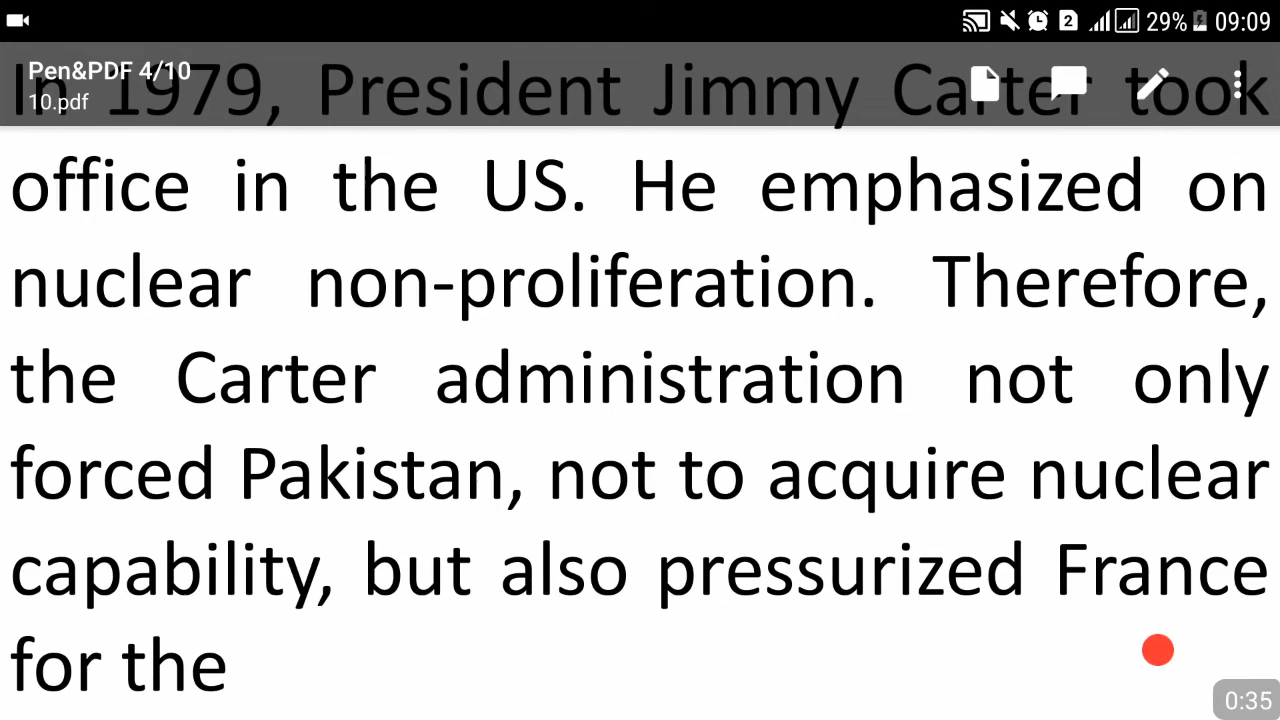 2 29% 09:09
Pen&PDF 4/10
10.pdf
In 1979, President Jimmy Carter took
office in the US. He emphasized on
nuclear non-proliferation. Therefore,
the Carter administration not only
forced Pakistan, not to acquire nuclear
capability, but also pressurized France
for the
0:35